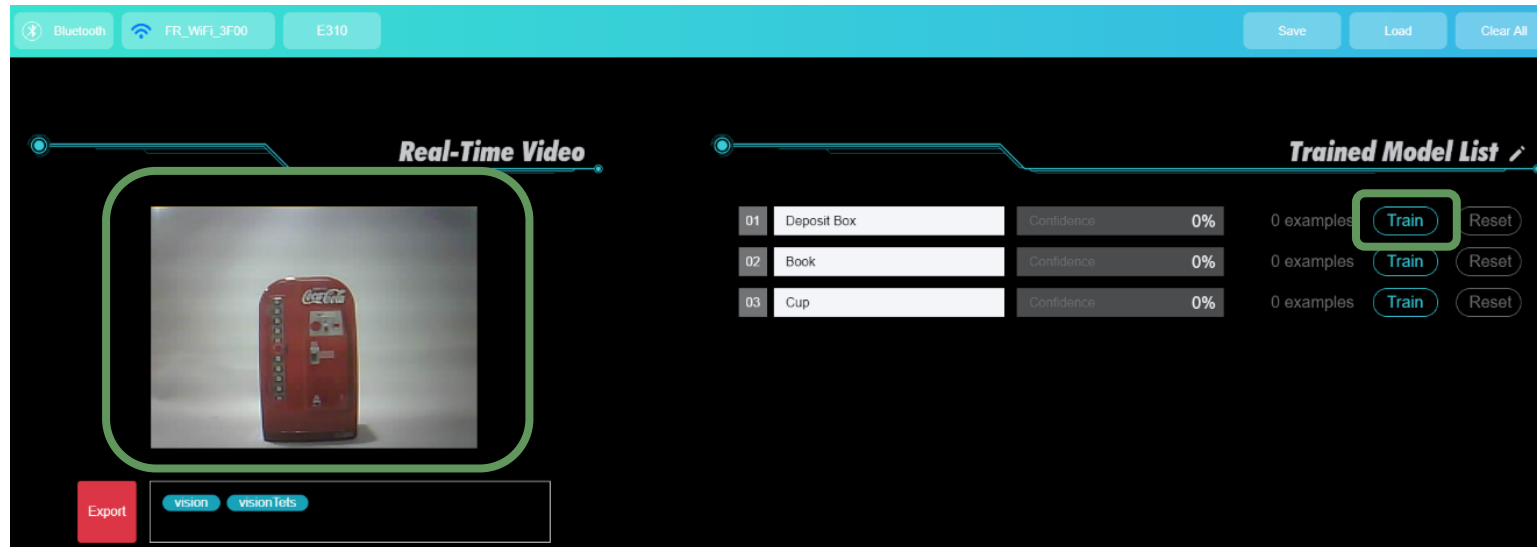 Bluetooth FR_WiFi_3F00 E310 Save Load Clear All
Real-Time Video
Coca-Cola
Export vision visionTets
Trained Model List
01 Deposit Box Confidence 0% 0 examples Train Reset
02 Book Confidence 0% 0 examples Train Reset
03 Cup Confidence 0% 0 examples Train Reset